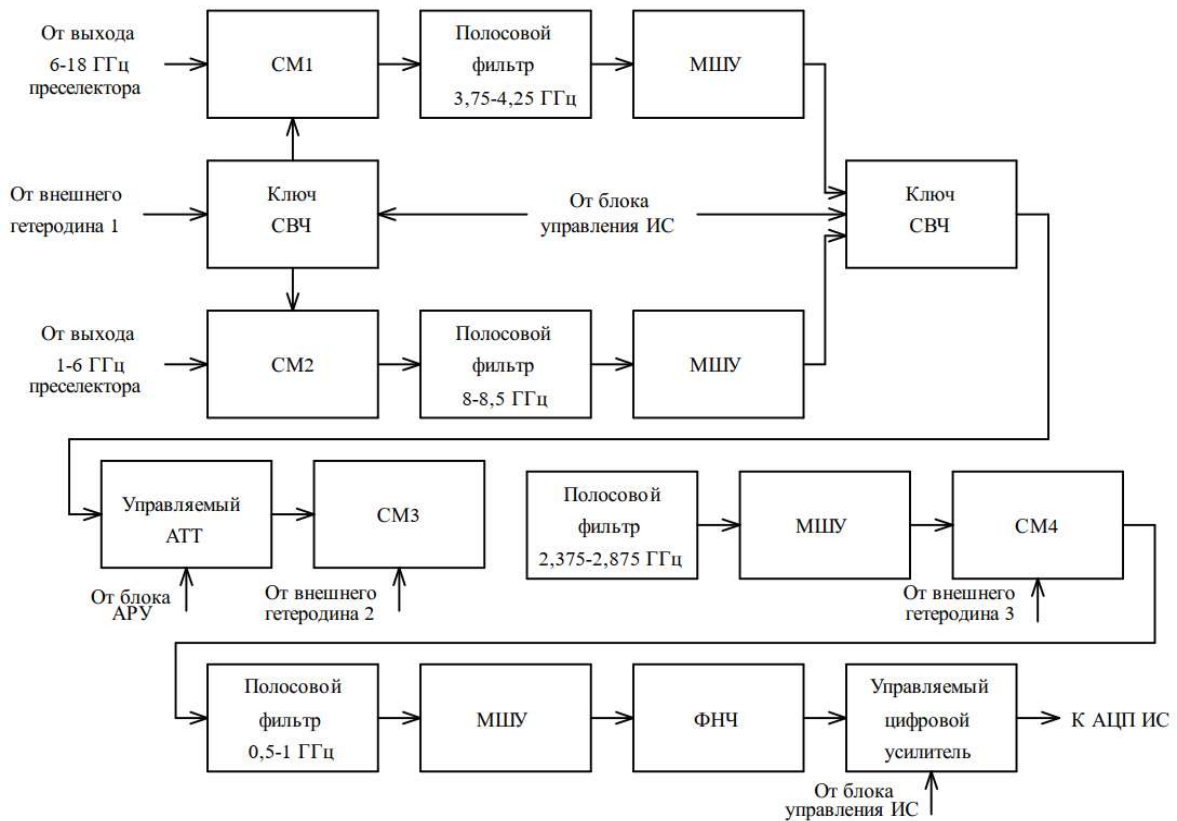 От выхода
6-18 ГГц
преселектора
СМ1
Полосовой
фильтр
3,75-4,25 ГГц
МШУ
От внешнего
гетеродина 1
Ключ
СВЧ
От блока
управления ИС
Ключ
СВЧ
От выхода
1-6 ГГц
преселектора
СМ2
Полосовой
фильтр
8-8,5 ГГц
МШУ
Управляемый
АТТ
СМ3
Полосовой
фильтр
2,375-2,875 ГГц
МШУ
СМ4
От блока
АРУ
От внешнего
гетеродина 2
От внешнего
гетеродина 3
Полосовой
фильтр
0,5-1 ГГц
МШУ
ФНЧ
Управляемый
цифровой
усилитель
К АЦП ИС
От блока
управления ИС